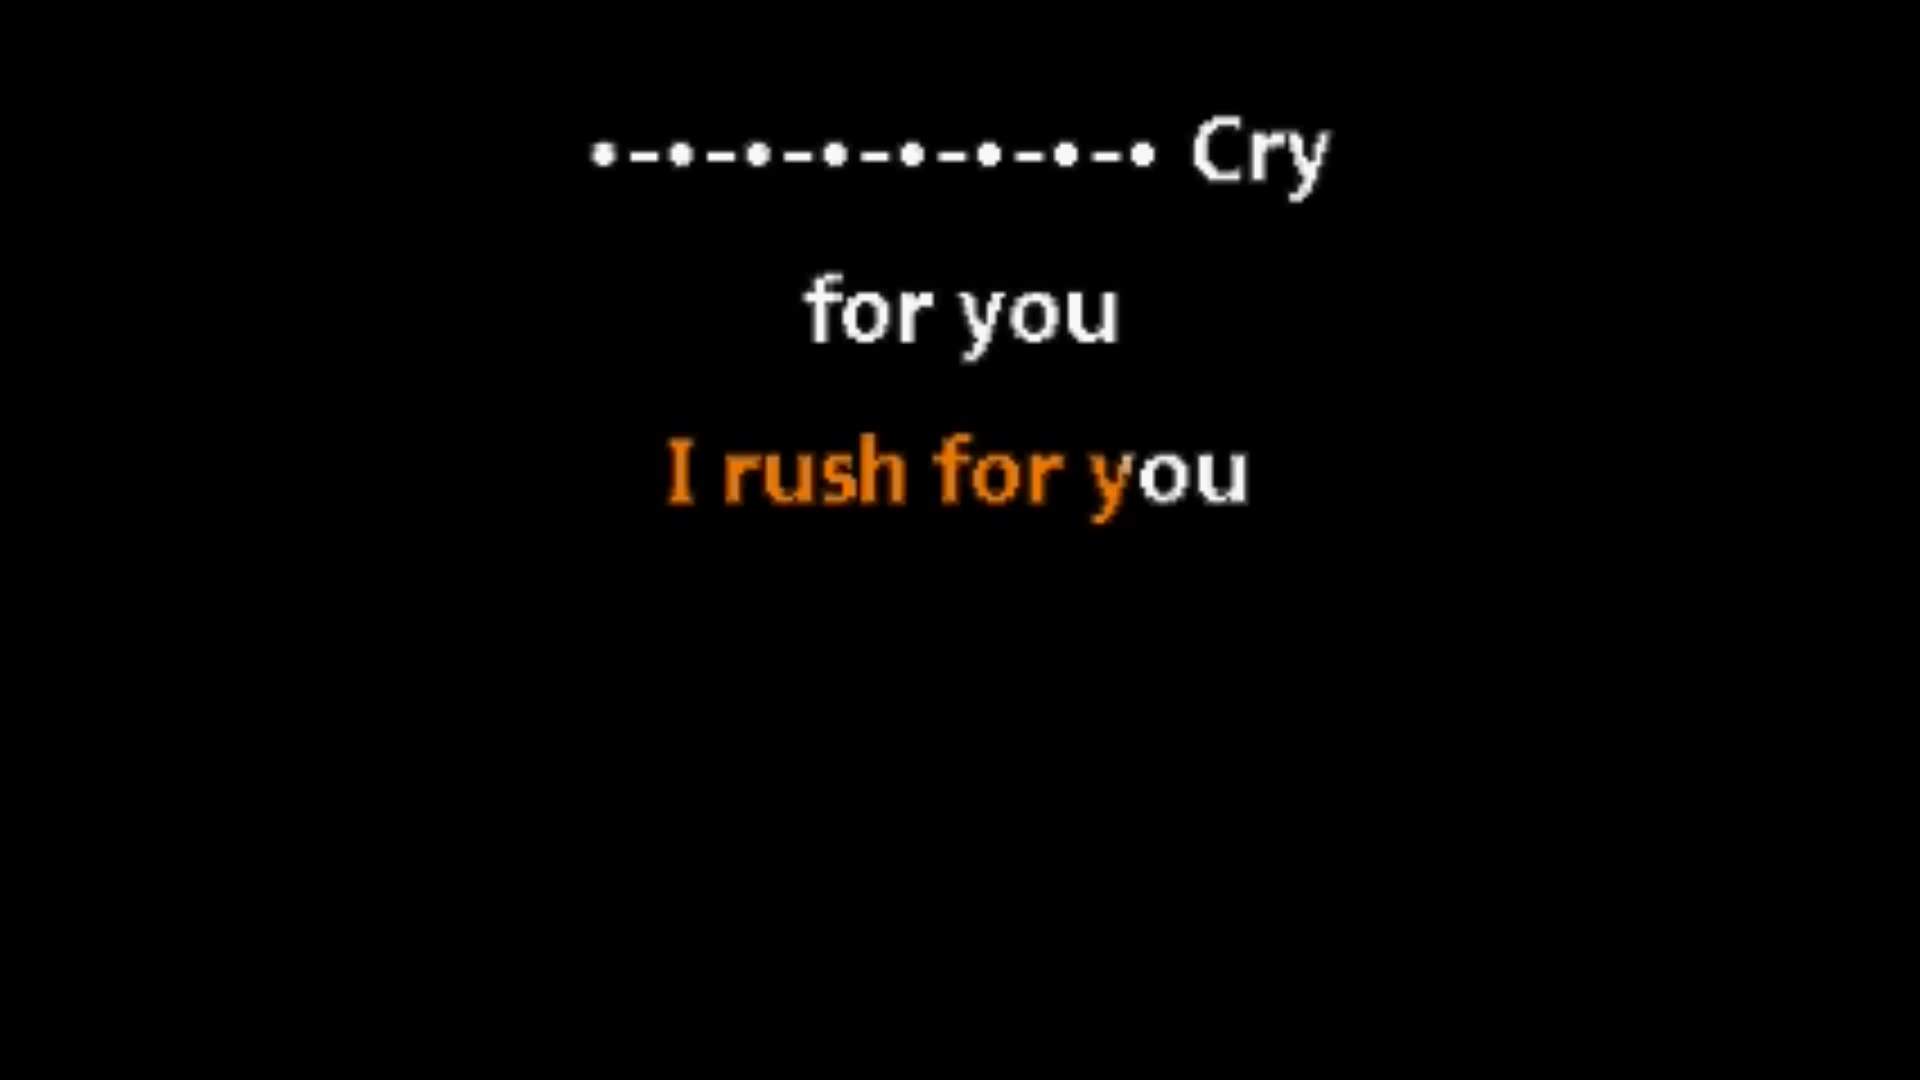 •-•-•-•-•-•-•-• Cry
for you
I rush for you